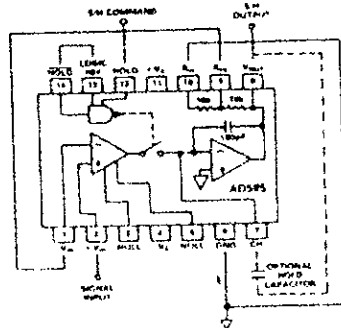 S/H COMMAND
S/H
OUTPUT
HOLD
LOGIC
REF
HOLD
+Vs
RIN
RFB
VOUT
14
13
12
11
10
9
8
10k
10k
100pF
AD585
1
2
3
4
5
6
7
-VIN
+VIN
NULL
-Vs
NULL
GND
CH
SIGNAL
INPUT
OPTIONAL
HOLD
CAPACITOR